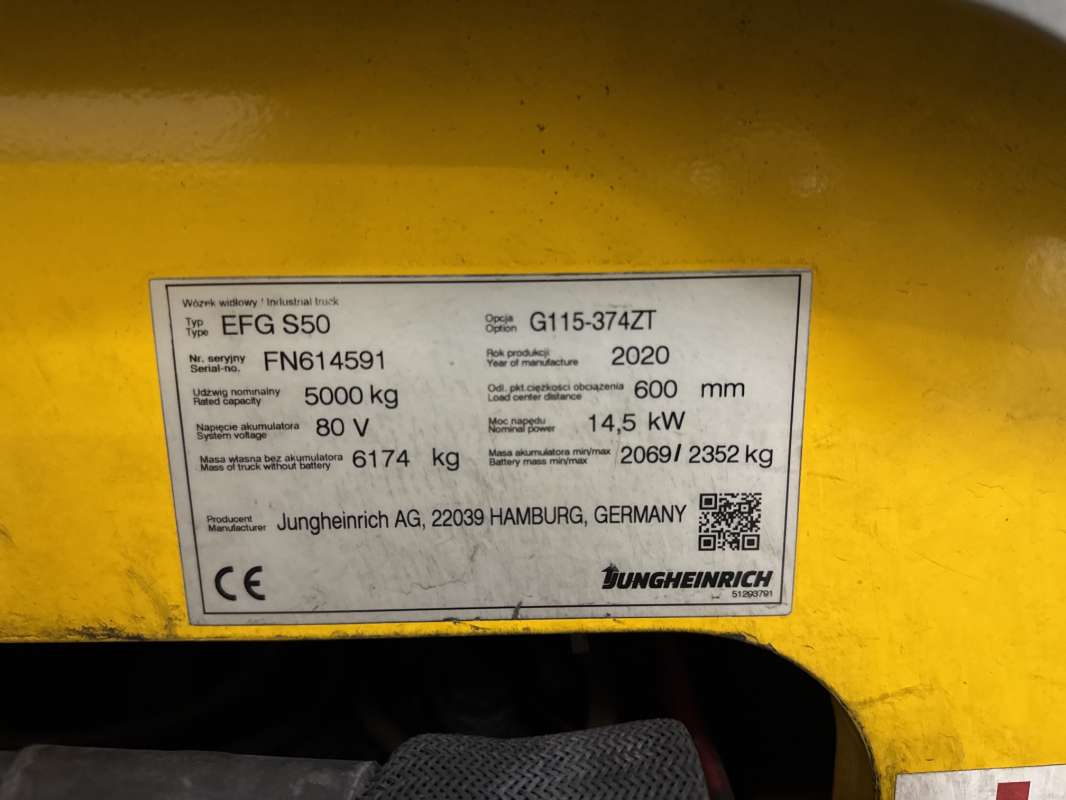 Wózek widłowy / Industrial truck
Typ
Type EFG S50
Opcja
Option G115-374ZT
Nr. seryjny
Serial-no. FN614591
Rok produkcji
Year of manufacture 2020
Udźwig nominalny
Rated capacity 5000 kg
Odl. pkt.ciężkości obciążenia
Load center distance 600 mm
Napięcie akumulatora
System voltage 80 V
Moc napędu
Nominal power 14,5 kW
Masa własna bez akumulatora
Mass of truck without battery 6174 kg
Masa akumulatora min/max
Battery mass min/max 2069/ 2352 kg
Producent
Manufacturer Jungheinrich AG, 22039 HAMBURG, GERMANY
CE
JUNGHEINRICH
51293791